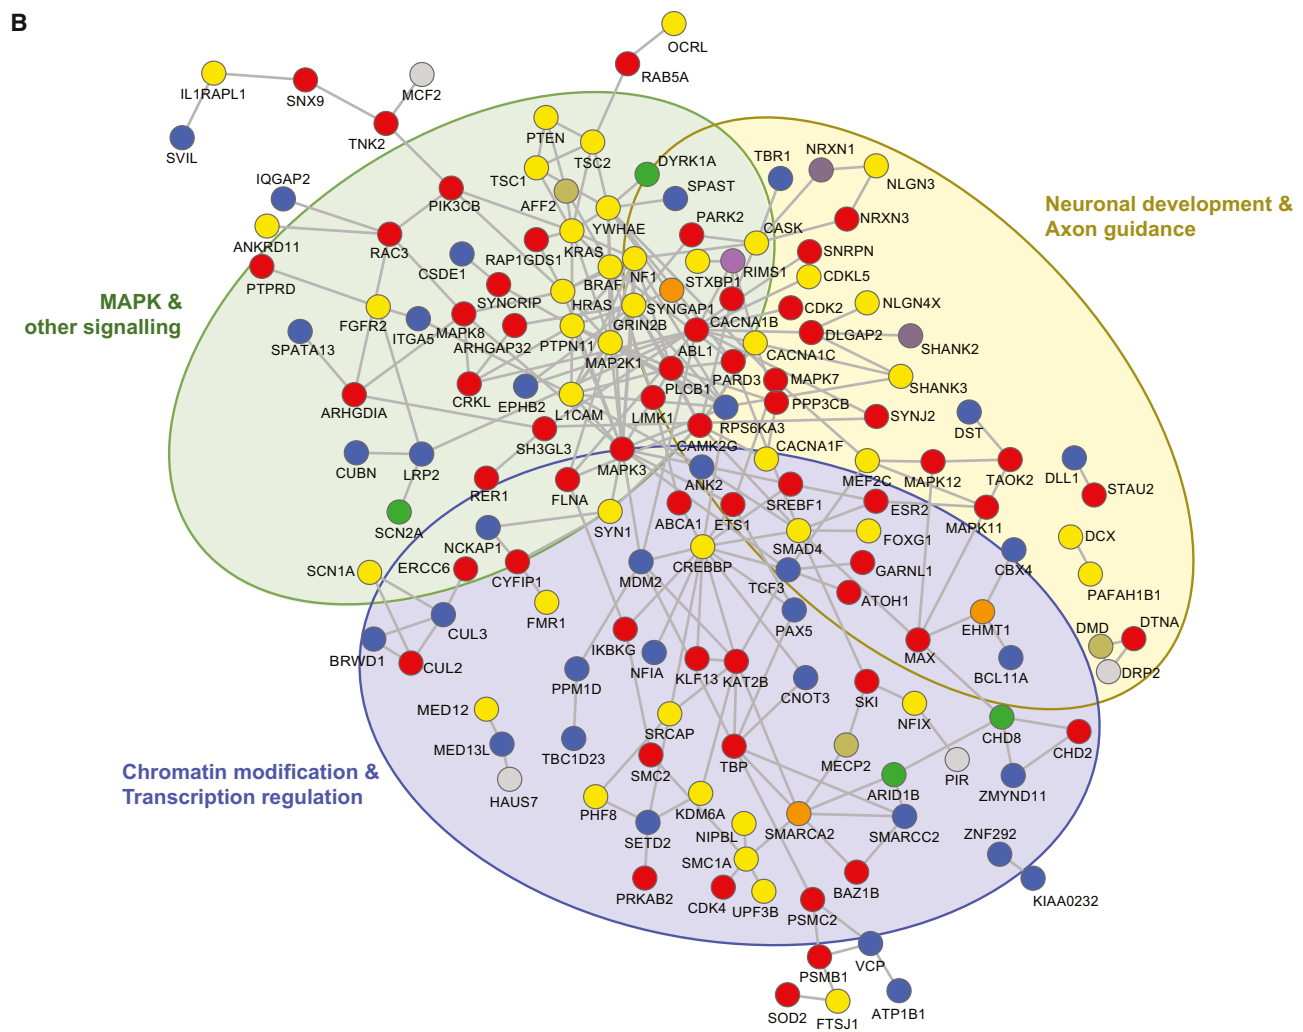 B
OCRL
RAB5A
IL1RAPL1
SNX9
MCF2
TNK2
SVIL
PTEN
TSC2
TSC1
DYRK1A
TBR1
NRXN1
NLGN3
IQGAP2
PIK3CB
AFF2
SPAST
YWHAE
PARK2
NRXN3
Neuronal development &
Axon guidance
ANKRD11
RAC3
KRAS
CASK
RAP1GDS1
SNRPN
PTPRD
CSDE1
NF1
STXBP1
RIMS1
BRAF
CDKL5
SYNCRIP
HRAS
SYNGAP1
NLGN4X
MAPK &
other signalling
FGFR2
ITGA5
MAPK8
GRIN2B
CACNA1B
CDK2
DLGAP2
ARHGAP32
PTPN11
ABL1
CACNA1C
SHANK2
SPATA13
MAP2K1
PARD3
MAPK7
SHANK3
PLCB1
ARHGDIA
CRKL
EPHB2
L1CAM
LIMK1
PPP3CB
RPS6KA3
SYNJ2
DST
SH3GL3
CAMK2G
CACNA1F
CUBN
LRP2
MAPK3
ANK2
MEF2C
MAPK12
TAOK2
DLL1
STAU2
RER1
FLNA
SREBF1
ESR2
MAPK11
SCN2A
SYN1
ABCA1
ETS1
NCKAP1
SMAD4
FOXG1
DCX
CBX4
SCN1A
ERCC6
CYFIP1
MDM2
CREBBP
TCF3
GARNL1
PAFAH1B1
FMR1
ATOH1
CUL3
PAX5
EHMT1
DMD
DTNA
BRWD1
CUL2
IKBKG
NFIA
MAX
BCL11A
DRP2
PPM1D
KLF13
KAT2B
CNOT3
SKI
NFIX
MED12
SRCAP
CHD8
CHD2
MED13L
TBC1D23
SMC2
TBP
MECP2
PIR
Chromatin modification &
Transcription regulation
HAUS7
ARID1B
ZMYND11
PHF8
KDM6A
SMARCA2
SMARCC2
ZNF292
SETD2
NIPBL
SMC1A
PRKAB2
CDK4
UPF3B
BAZ1B
KIAA0232
PSMC2
VCP
PSMB1
SOD2
FTSJ1
ATP1B1